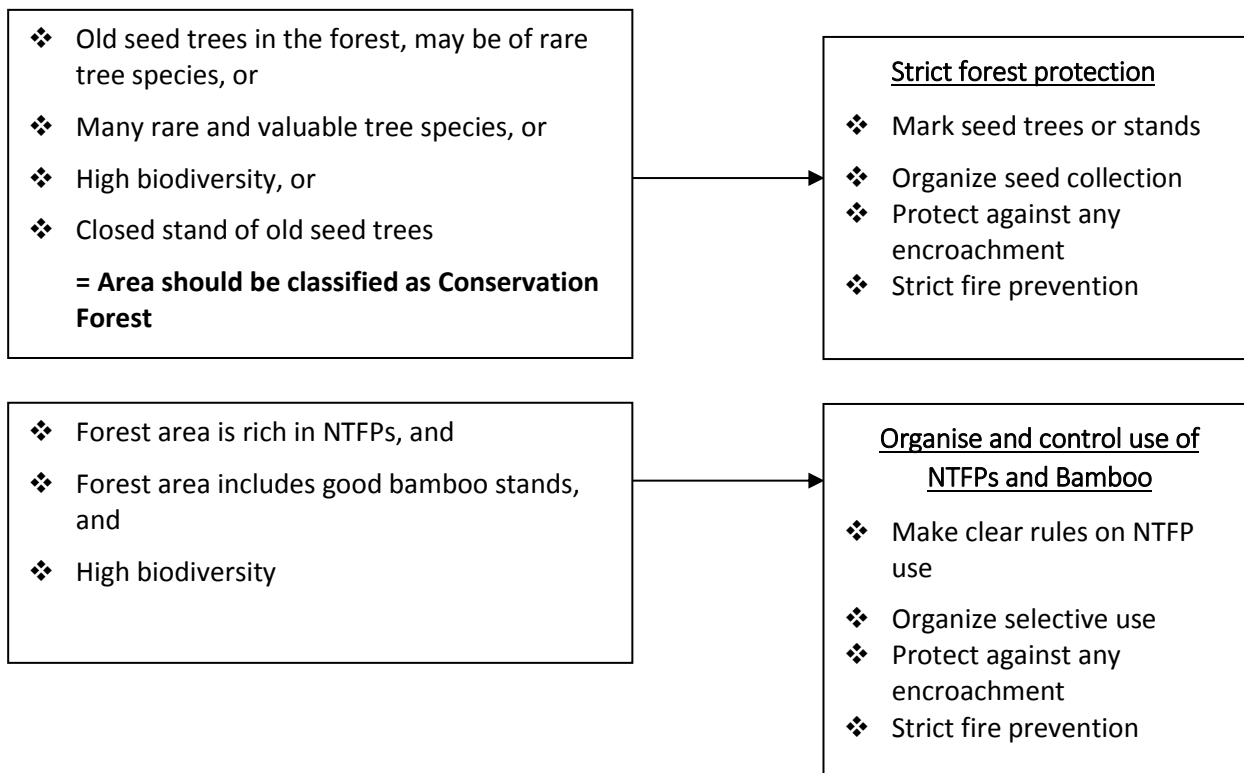 ❖ Old seed trees in the forest, may be of rare
tree species, or
❖ Many rare and valuable tree species, or
❖ High biodiversity, or
❖ Closed stand of old seed trees
= Area should be classified as Conservation
Forest
Strict forest protection
❖ Mark seed trees or stands
❖ Organize seed collection
❖ Protect against any
encroachment
❖ Strict fire prevention
❖ Forest area is rich in NTFPs, and
❖ Forest area includes good bamboo stands,
and
❖ High biodiversity
Organise and control use of
NTFPs and Bamboo
❖ Make clear rules on NTFP
use
❖ Organize selective use
❖ Protect against any
encroachment
❖ Strict fire prevention